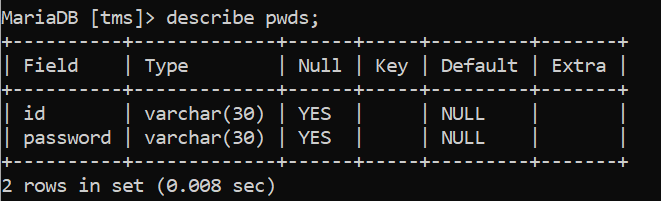 MariaDB [tms]> describe pwds;
+----------+-------------+------+-----+---------+-------+
| Field    | Type        | Null | Key | Default | Extra |
+----------+-------------+------+-----+---------+-------+
| id       | varchar(30) | YES  |     | NULL    |       |
| password | varchar(30) | YES  |     | NULL    |       |
+----------+-------------+------+-----+---------+-------+
2 rows in set (0.008 sec)